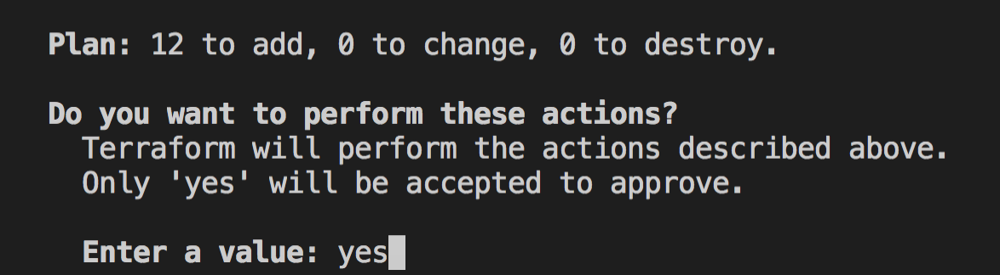 Plan: 12 to add, 0 to change, 0 to destroy.
Do you want to perform these actions?
Terraform will perform the actions described above.
Only 'yes' will be accepted to approve.
Enter a value: yes